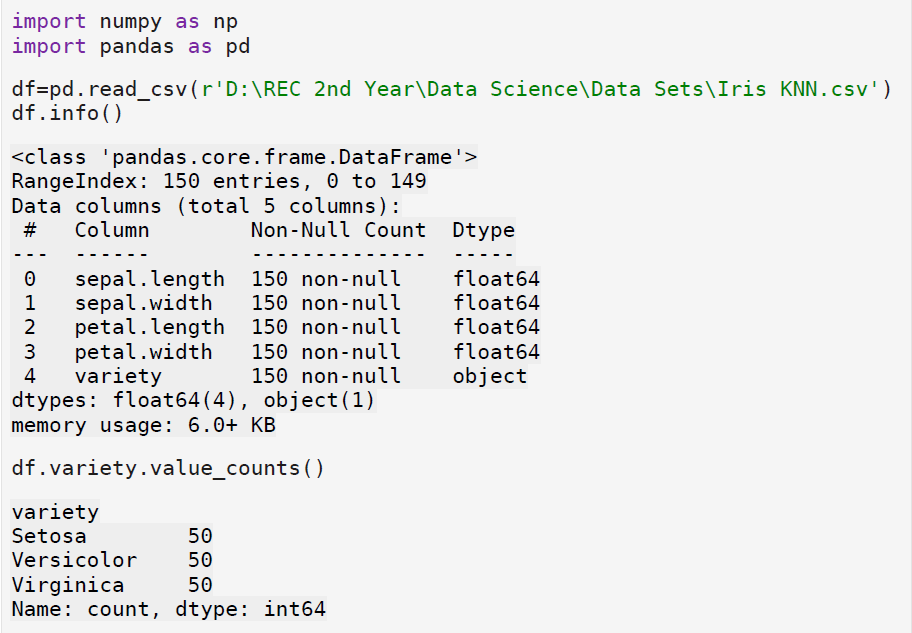 import numpy as np
import pandas as pd
df=pd.read_csv(r'D:\REC 2nd Year\Data Science\Data Sets\Iris KNN.csv')
df.info()
<class 'pandas.core.frame.DataFrame'>
RangeIndex: 150 entries, 0 to 149
Data columns (total 5 columns):
 #   Column        Non-Null Count  Dtype
---  ------        --------------  -----
 0   sepal.length  150 non-null    float64
 1   sepal.width   150 non-null    float64
 2   petal.length  150 non-null    float64
 3   petal.width   150 non-null    float64
 4   variety       150 non-null    object
dtypes: float64(4), object(1)
memory usage: 6.0+ KB
df.variety.value_counts()
variety
Setosa        50
Versicolor    50
Virginica     50
Name: count, dtype: int64